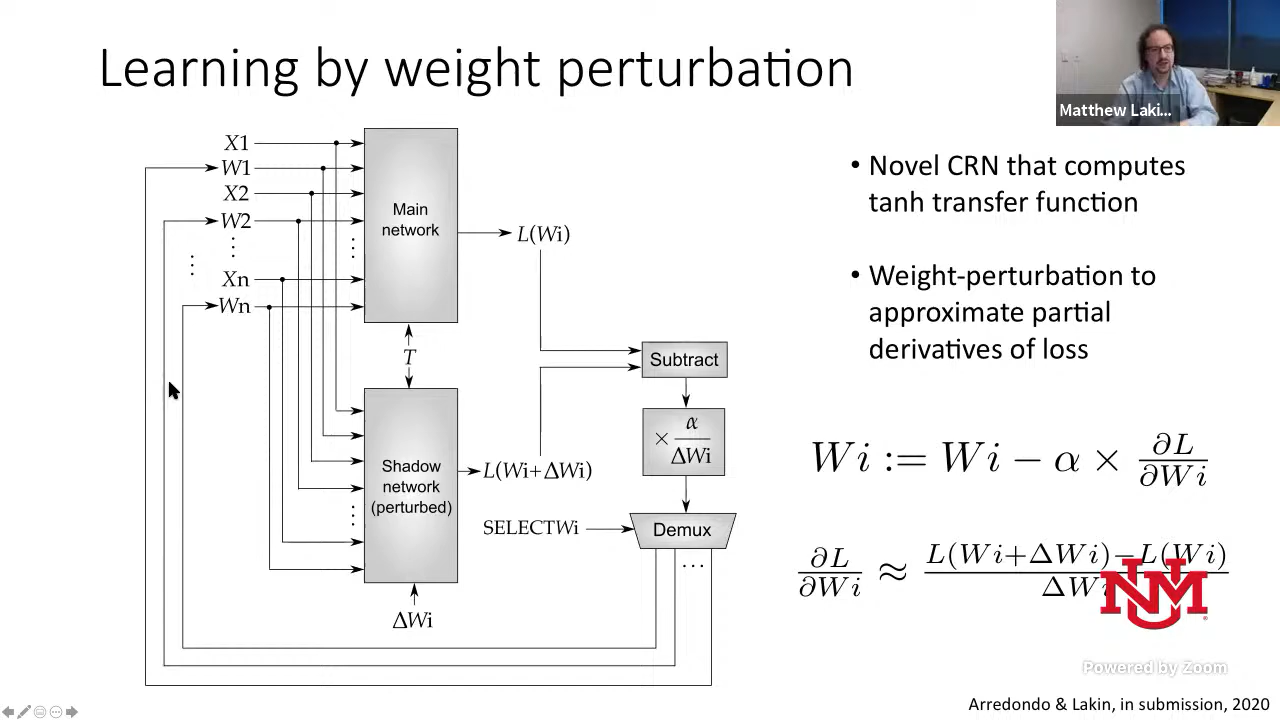 Learning by weight perturbation
Matthew Laki...
X1
W1
X2
W2
Xn
Wn
Main
network
L(Wi)
T
Subtract
× α/ΔWi
Shadow
network
(perturbed)
L(Wi+ΔWi)
SELECTWi
Demux
ΔWi
• Novel CRN that computes
tanh transfer function
• Weight-perturbation to
approximate partial
derivatives of loss
Wi := Wi − α × ∂L/∂Wi
∂L/∂Wi ≈ L(Wi+ΔWi)−L(Wi)/ΔWi
NM
Powered by Zoom
Arredondo & Lakin, in submission, 2020